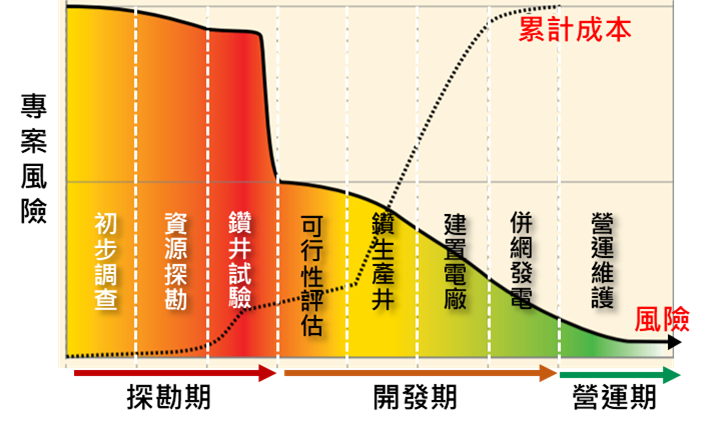 累計成本
專案風險
初步調查
資源探勘
鑽井試驗
可行性評估
鑽生產井
建置電廠
併網發電
營運維護
風險
探勘期
開發期
營運期